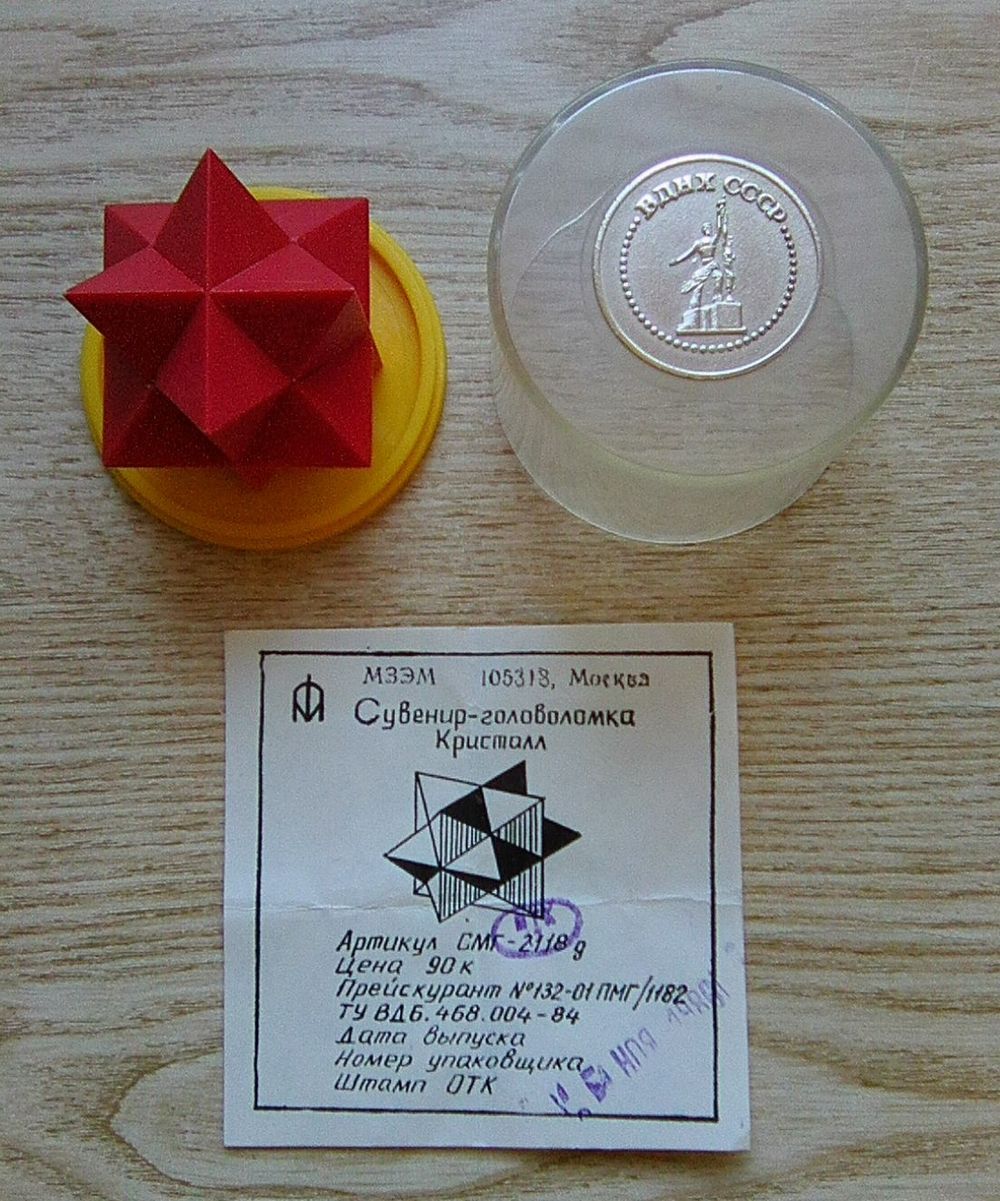 ВДНХ СССР
МЗЭМ 105318, Москва
Сувенир-головоломка
Кристалл
Артикул СМГ-2118 д
Цена 90 к
Прейскурант №132-01 ПМГ/1182
ТУ ВДБ.468.004-84
Дата выпуска
Номер упаковщика
Штамп ОТК